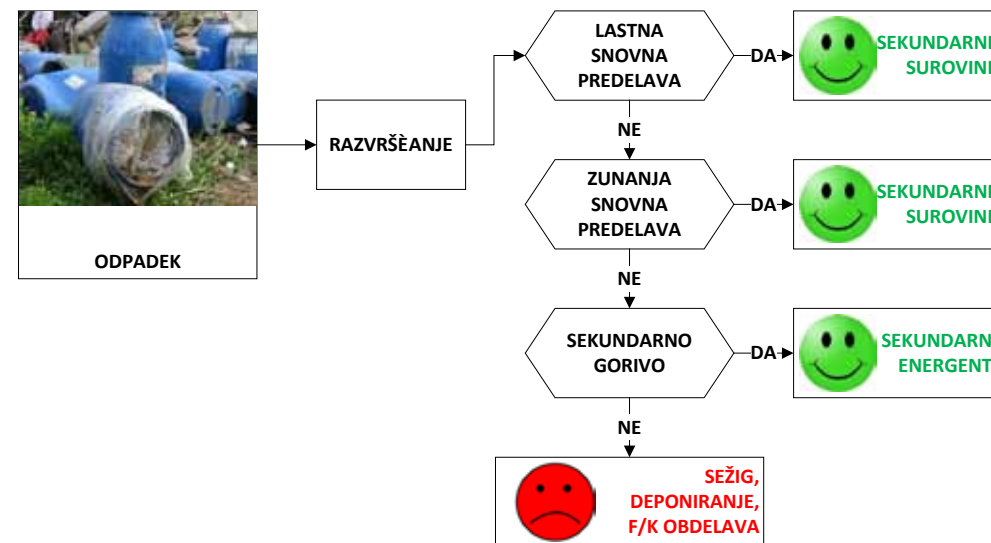 ODPADEK
RAZVRŠÈANJE
LASTNA
SNOVNA
PREDELAVA
DA
SEKUNDARNI
SUROVINI
NE
ZUNANJA
SNOVNA
PREDELAVA
DA
SEKUNDARNI
SUROVINI
NE
SEKUNDARNO
GORIVO
DA
SEKUNDARNI
ENERGENT
NE
SEŽIG,
DEPONIRANJE,
F/K OBDELAVA